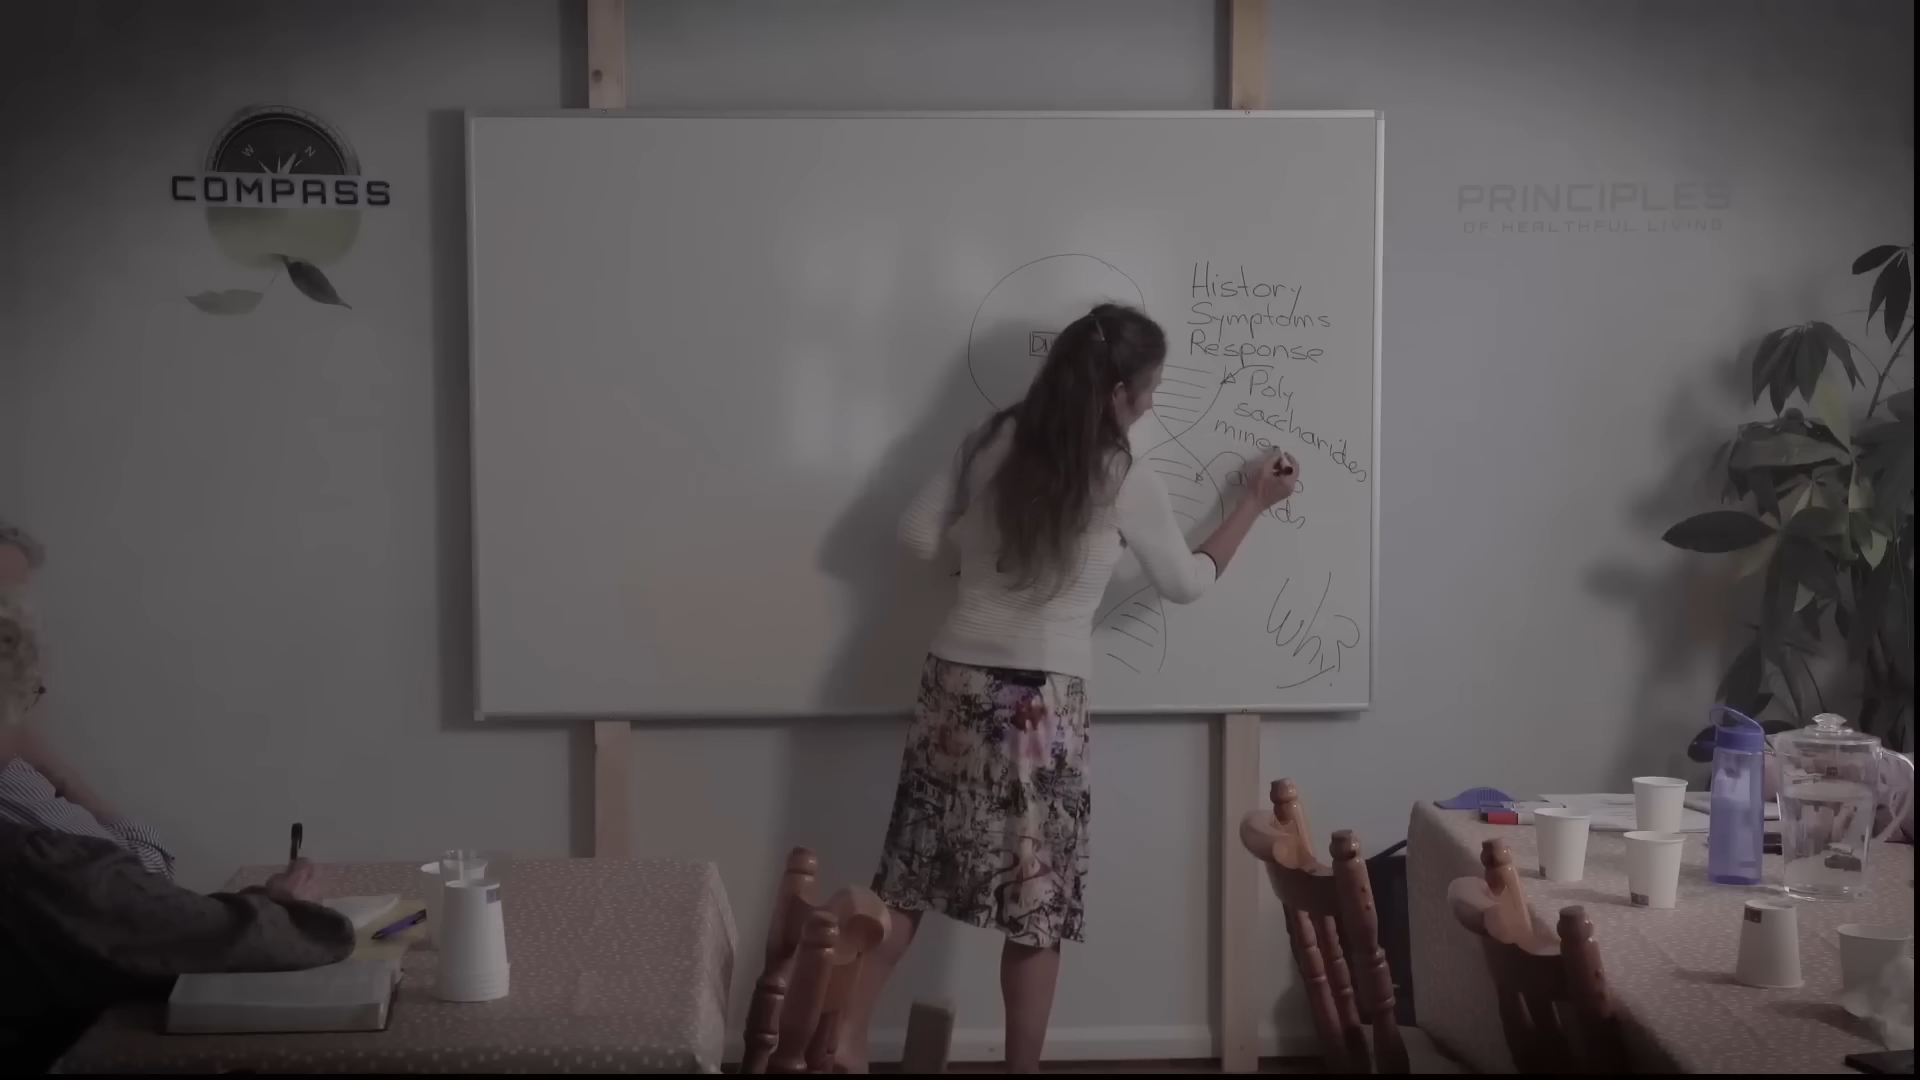 W N
COMPASS
PRINCIPLES
OF HEALTHFUL LIVING
History
Symptoms
Response
Poly
saccharides
Why?